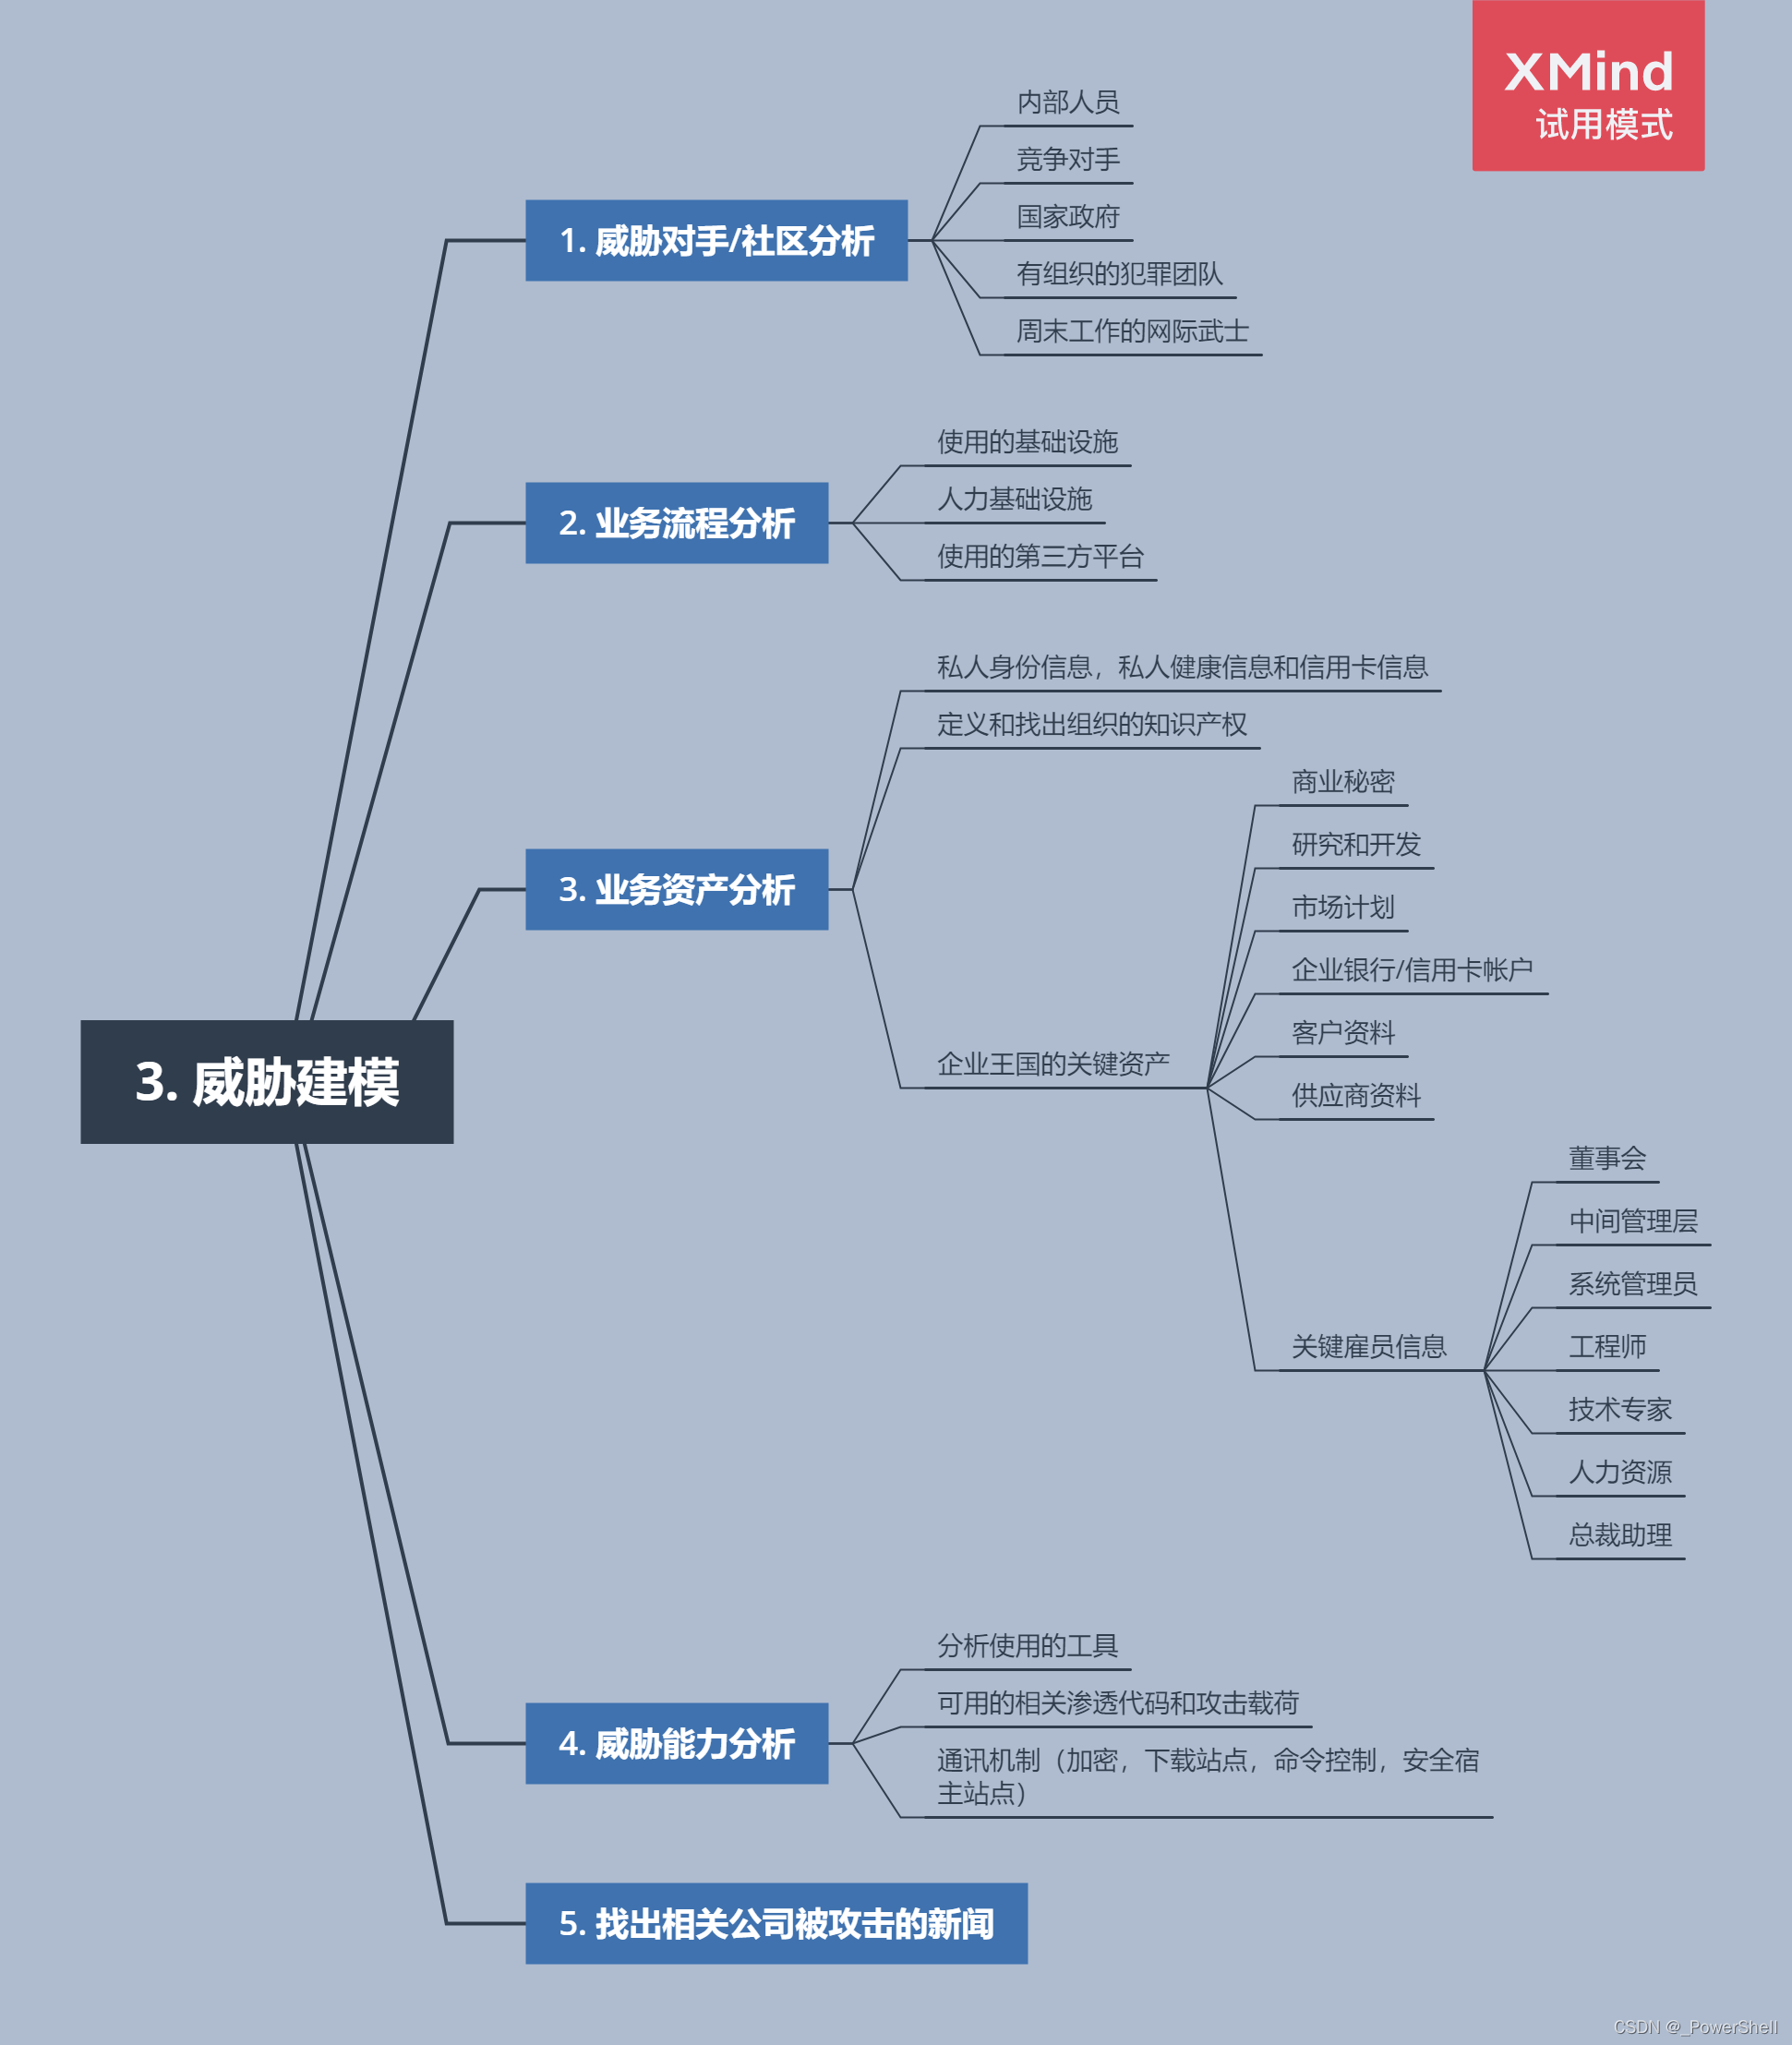 XMind
试用模式
3. 威胁建模
1. 威胁对手/社区分析
内部人员
竞争对手
国家政府
有组织的犯罪团队
周末工作的网际武士
2. 业务流程分析
使用的基础设施
人力基础设施
使用的第三方平台
3. 业务资产分析
私人身份信息，私人健康信息和信用卡信息
定义和找出组织的知识产权
企业王国的关键资产
商业秘密
研究和开发
市场计划
企业银行/信用卡帐户
客户资料
供应商资料
关键雇员信息
董事会
中间管理层
系统管理员
工程师
技术专家
人力资源
总裁助理
4. 威胁能力分析
分析使用的工具
可用的相关渗透代码和攻击载荷
通讯机制（加密，下载站点，命令控制，安全宿
主站点）
5. 找出相关公司被攻击的新闻
CSDN @_PowerShell